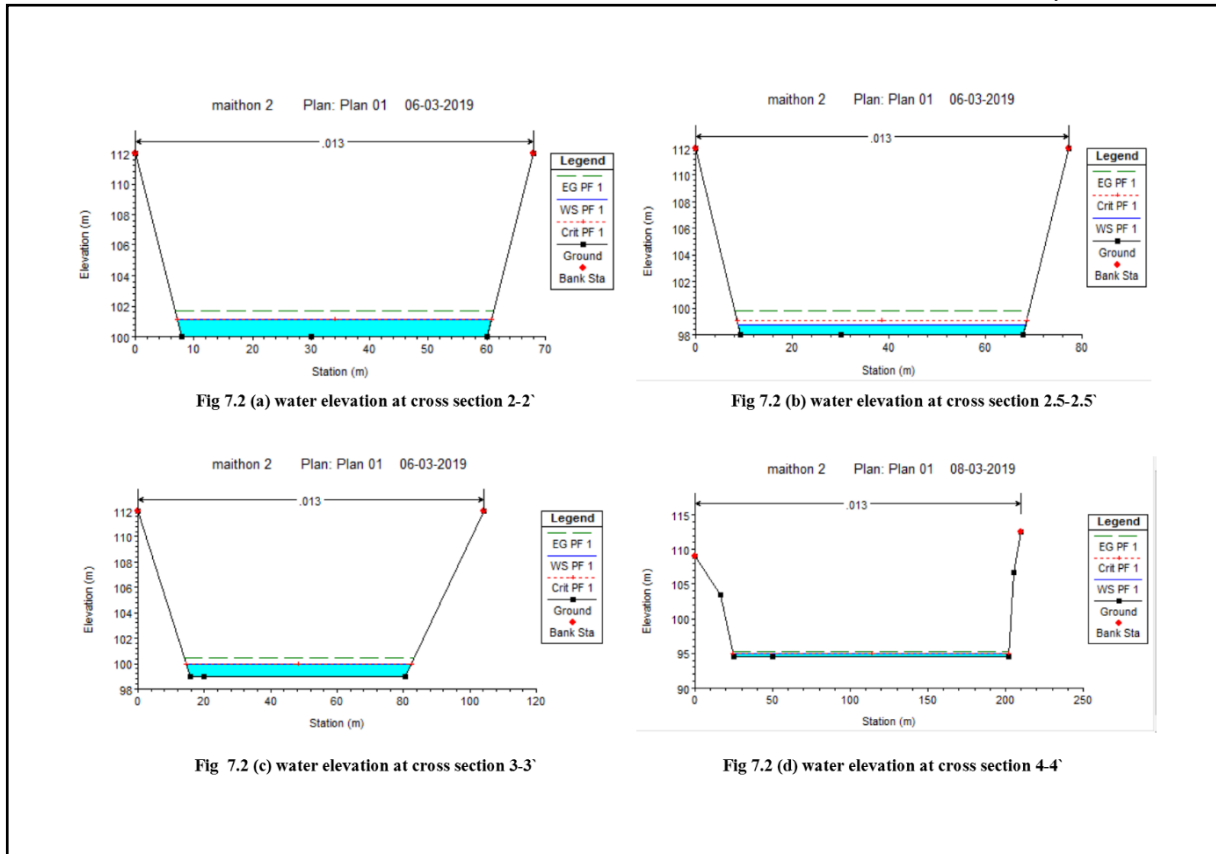 maithon 2 Plan: Plan 01 06-03-2019
.013
Elevation (m)
112
110
108
106
104
102
100
0 10 20 30 40 50 60 70
Station (m)
Legend
EG PF 1
WS PF 1
Crit PF 1
Ground
Bank Sta
Fig 7.2 (a) water elevation at cross section 2-2`
maithon 2 Plan: Plan 01 06-03-2019
.013
Elevation (m)
112
110
108
106
104
102
100
98
0 20 40 60 80
Station (m)
Legend
EG PF 1
Crit PF 1
WS PF 1
Ground
Bank Sta
Fig 7.2 (b) water elevation at cross section 2.5-2.5`
maithon 2 Plan: Plan 01 06-03-2019
.013
Elevation (m)
112
110
108
106
104
102
100
98
0 20 40 60 80 100 120
Station (m)
Legend
EG PF 1
WS PF 1
Crit PF 1
Ground
Bank Sta
Fig 7.2 (c) water elevation at cross section 3-3`
maithon 2 Plan: Plan 01 08-03-2019
.013
Elevation (m)
115
110
105
100
95
90
0 50 100 150 200 250
Station (m)
Legend
EG PF 1
Crit PF 1
WS PF 1
Ground
Bank Sta
Fig 7.2 (d) water elevation at cross section 4-4`